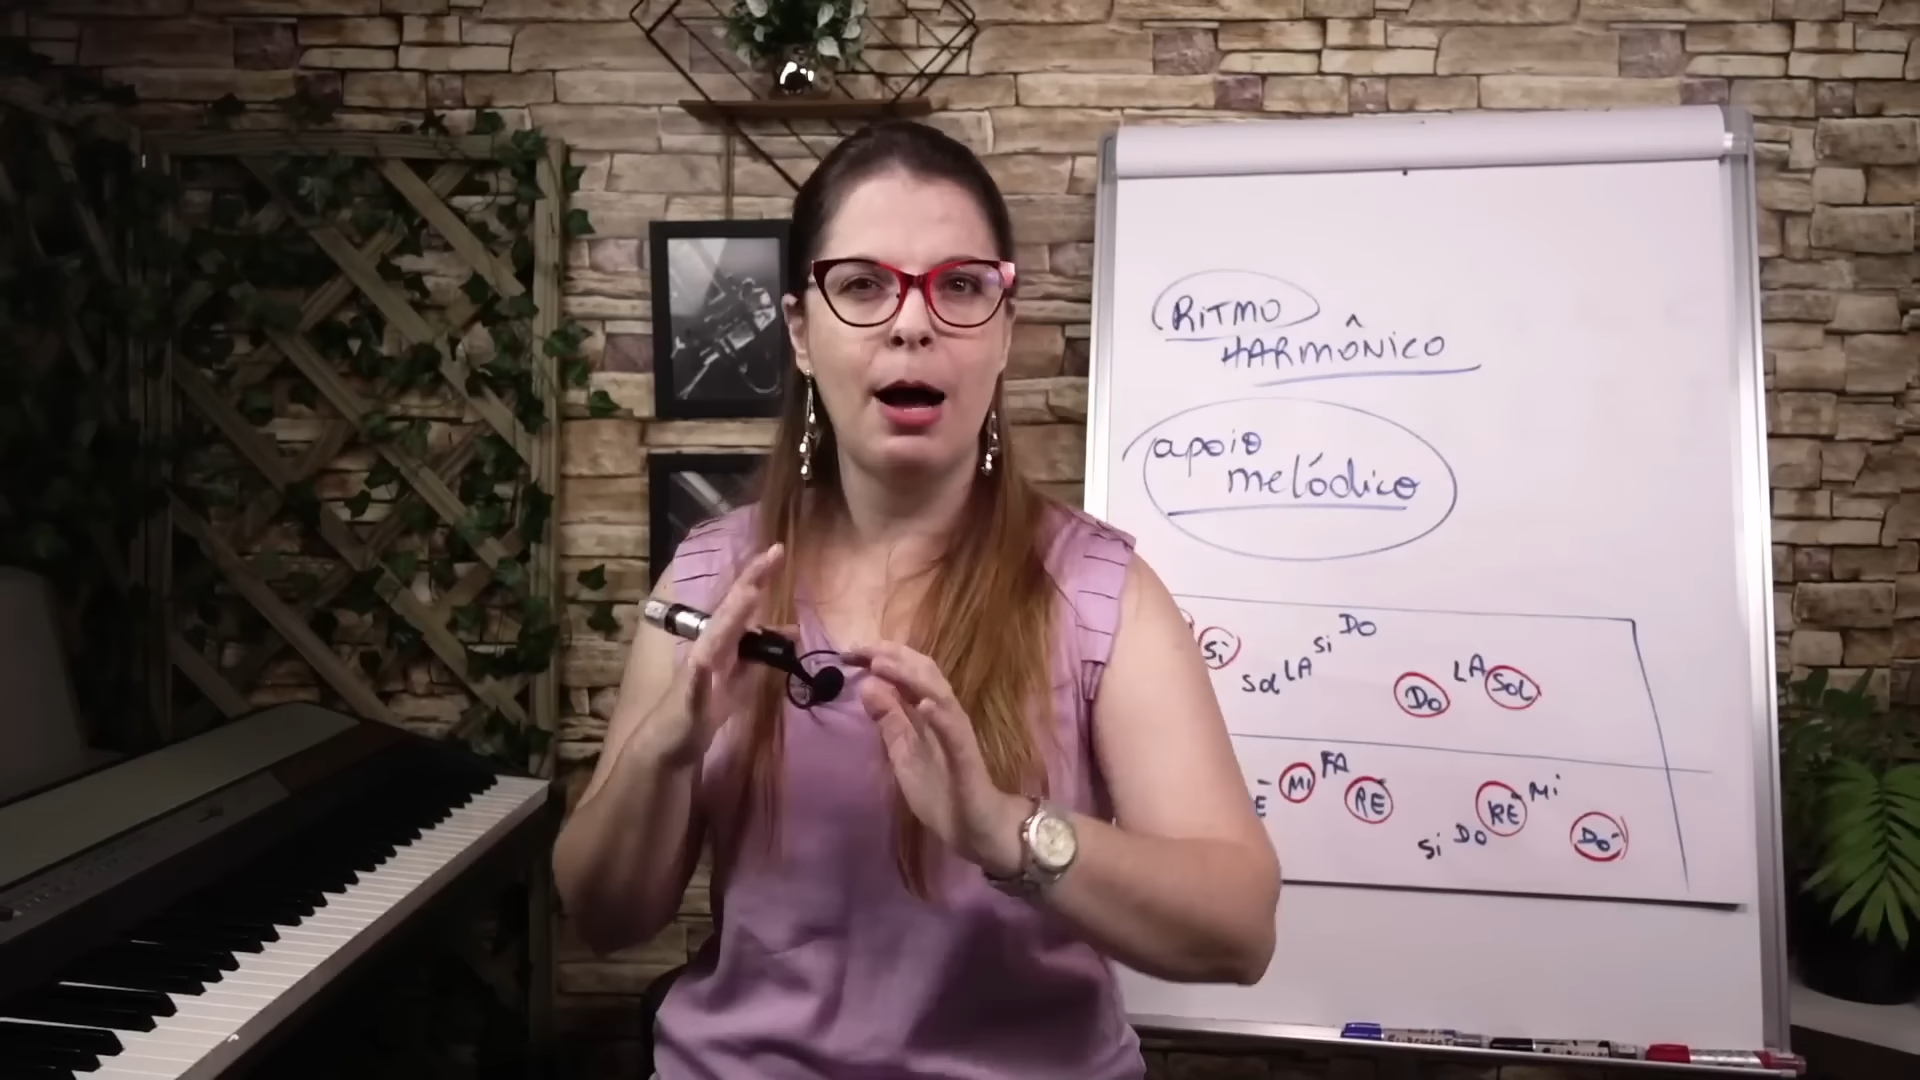 RITMO
HARMÔNICO
apoio
melódico
Si SOL LA Si DO DO LA SOL
MI FA RÉ Si DO RÉ Mi DO